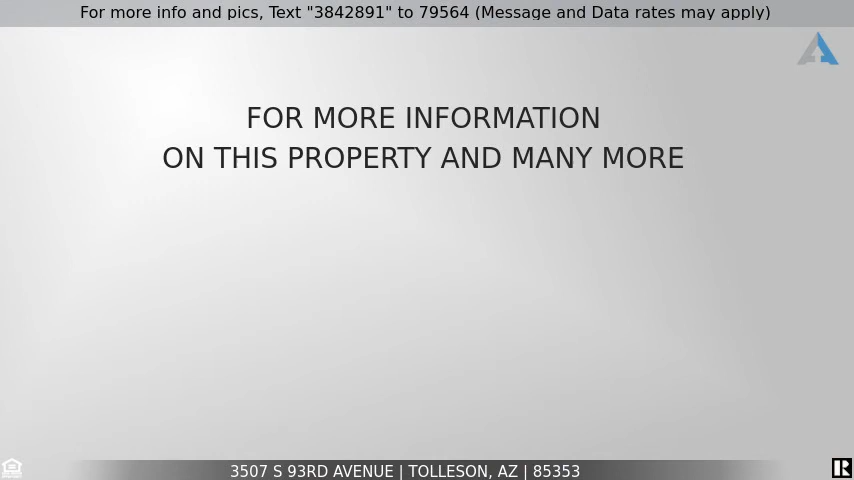 For more info and pics, Text "3842891" to 79564 (Message and Data rates may apply)
FOR MORE INFORMATION
ON THIS PROPERTY AND MANY MORE
3507 S 93RD AVENUE | TOLLESON, AZ | 85353